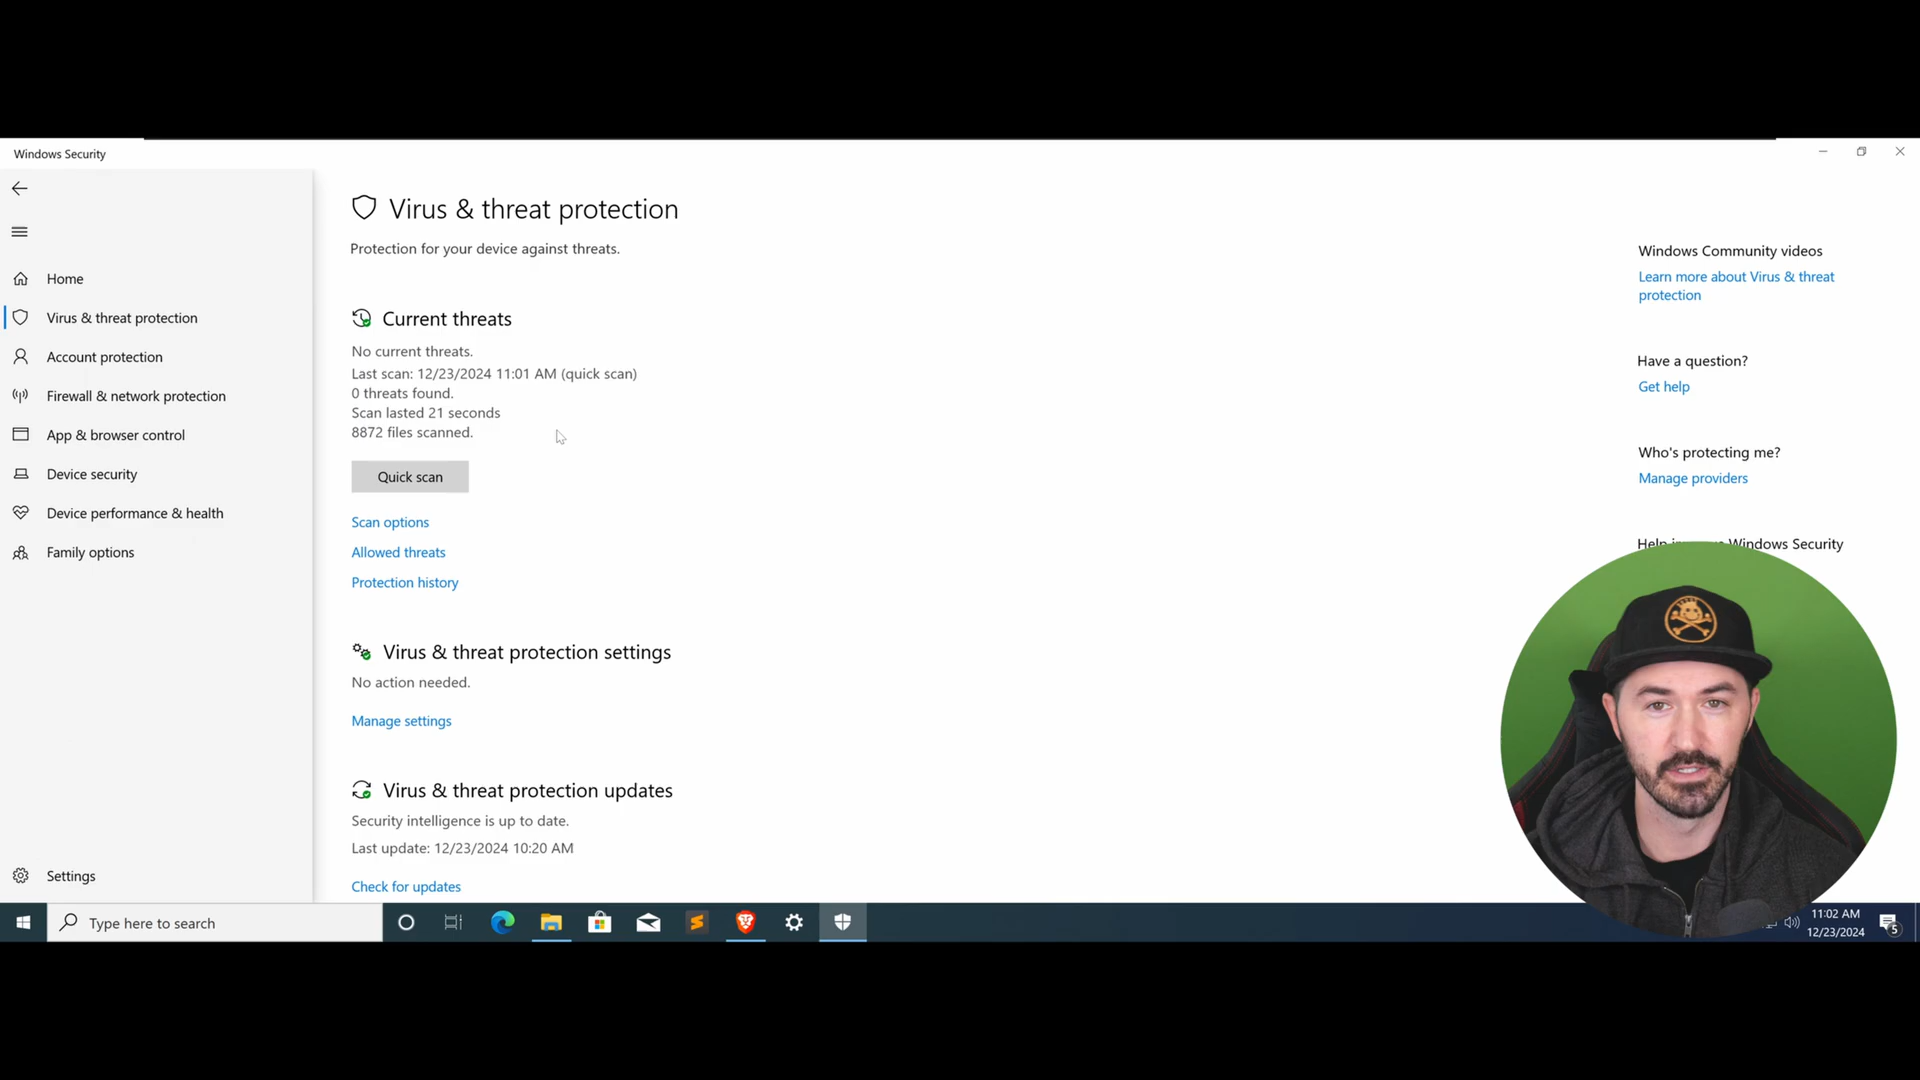 Windows Security
Home
Virus & threat protection
Account protection
Firewall & network protection
App & browser control
Device security
Device performance & health
Family options
Settings
Virus & threat protection
Protection for your device against threats.
Current threats
No current threats.
Last scan: 12/23/2024 11:01 AM (quick scan)
0 threats found.
Scan lasted 21 seconds
8872 files scanned.
Quick scan
Scan options
Allowed threats
Protection history
Virus & threat protection settings
No action needed.
Manage settings
Virus & threat protection updates
Security intelligence is up to date.
Last update: 12/23/2024 10:20 AM
Check for updates
Windows Community videos
Learn more about Virus & threat
protection
Have a question?
Get help
Who's protecting me?
Manage providers
Help Windows Security
Type here to search
11:02 AM
12/23/2024
5